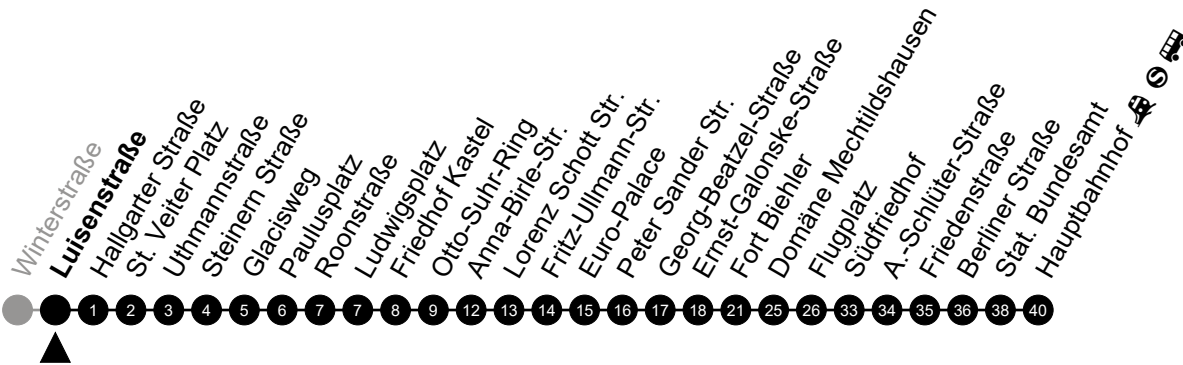 Winterstraße
Luisenstraße
Hallgarter Straße
St. Veiter Platz
Uthmannstraße
Steinern Straße
Glacisweg
Paulusplatz
Roonstraße
Ludwigsplatz
Friedhof Kastel
Otto-Suhr-Ring
Anna-Birle-Str.
Lorenz Schott Str.
Fritz-Ullmann-Str.
Euro-Palace
Peter Sander Str.
Georg-Beatzel-Straße
Ernst-Galonske-Straße
Fort Biehler
Domäne Mechtildshausen
Flugplatz
Südfriedhof
A.-Schlüter-Straße
Friedenstraße
Berliner Straße
Stat. Bundesamt
Hauptbahnhof S
1 2 3 4 5 6 7 7 8 9 12 13 14 15 16 17 18 21 25 26 33 34 35 36 38 40